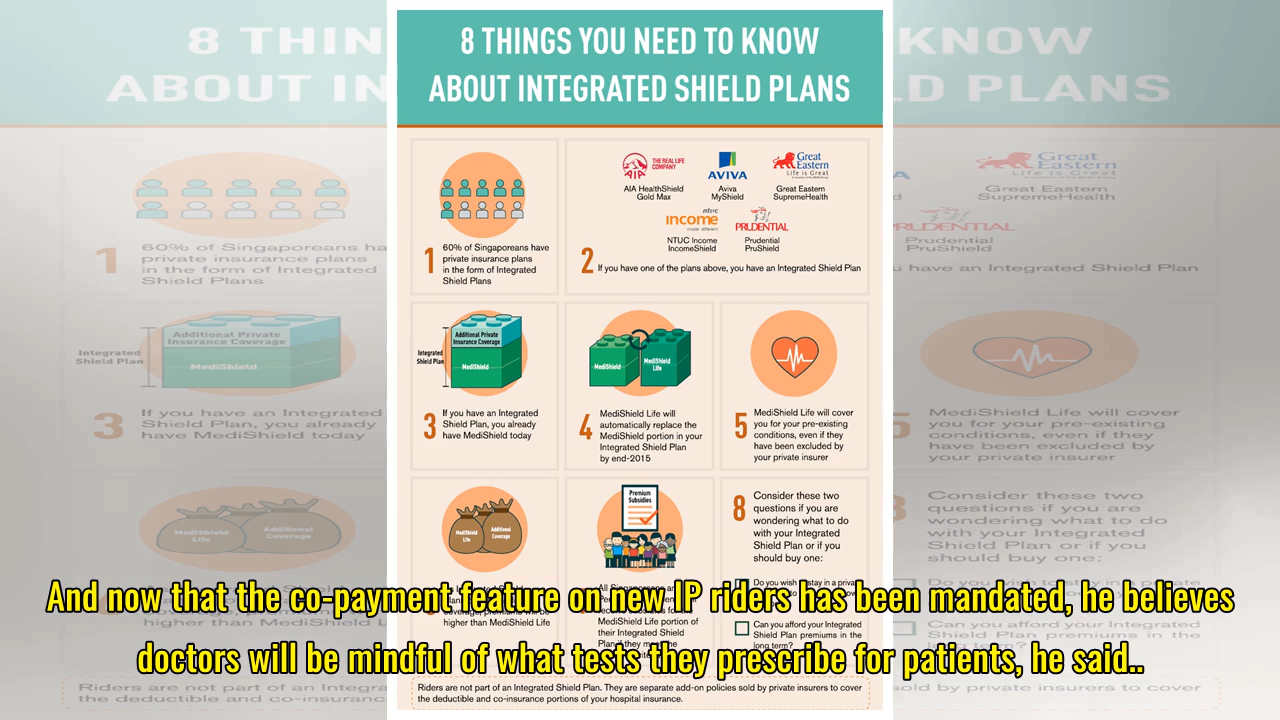 8 THINGS YOU NEED TO KNOW
ABOUT INTEGRATED SHIELD PLANS
1
60% of Singaporeans have
private insurance plans
in the form of Integrated
Shield Plans
AIA
THE REAL LIFE
COMPANY
AIA HealthShield
Gold Max
AVIVA
Aviva
MyShield
Great
Eastern
Life is Great
Great Eastern
SupremeHealth
ntuc
income
made different
NTUC Income
IncomeShield
PRUDENTIAL
Prudential
PruShield
2
If you have one of the plans above, you have an Integrated Shield Plan
Integrated
Shield Plan
Additional Private
Insurance Coverage
MediShield
3
If you have an Integrated
Shield Plan, you already
have MediShield today
MediShield
Life
4
MediShield Life will
automatically replace the
MediShield portion in your
Integrated Shield Plan
by end-2015
5
MediShield Life will cover
you for your pre-existing
conditions, even if they
have been excluded by
your private insurer
MediShield
Life
Additional
Coverage
higher than MediShield Life
Premium
Subsidies
MediShield Life portion of
their Integrated Shield
8
Consider these two
questions if you are
wondering what to do
with your Integrated
Shield Plan or if you
should buy one:
Do you wish
Can you afford your Integrated
Shield Plan premiums in the
long term?
And now that the co-payment feature on new IP riders has been mandated, he believes
doctors will be mindful of what tests they prescribe for patients, he said..
Riders are not part of an Integrated Shield Plan. They are separate add-on policies sold by private insurers to cover
the deductible and co-insurance portions of your hospital insurance.